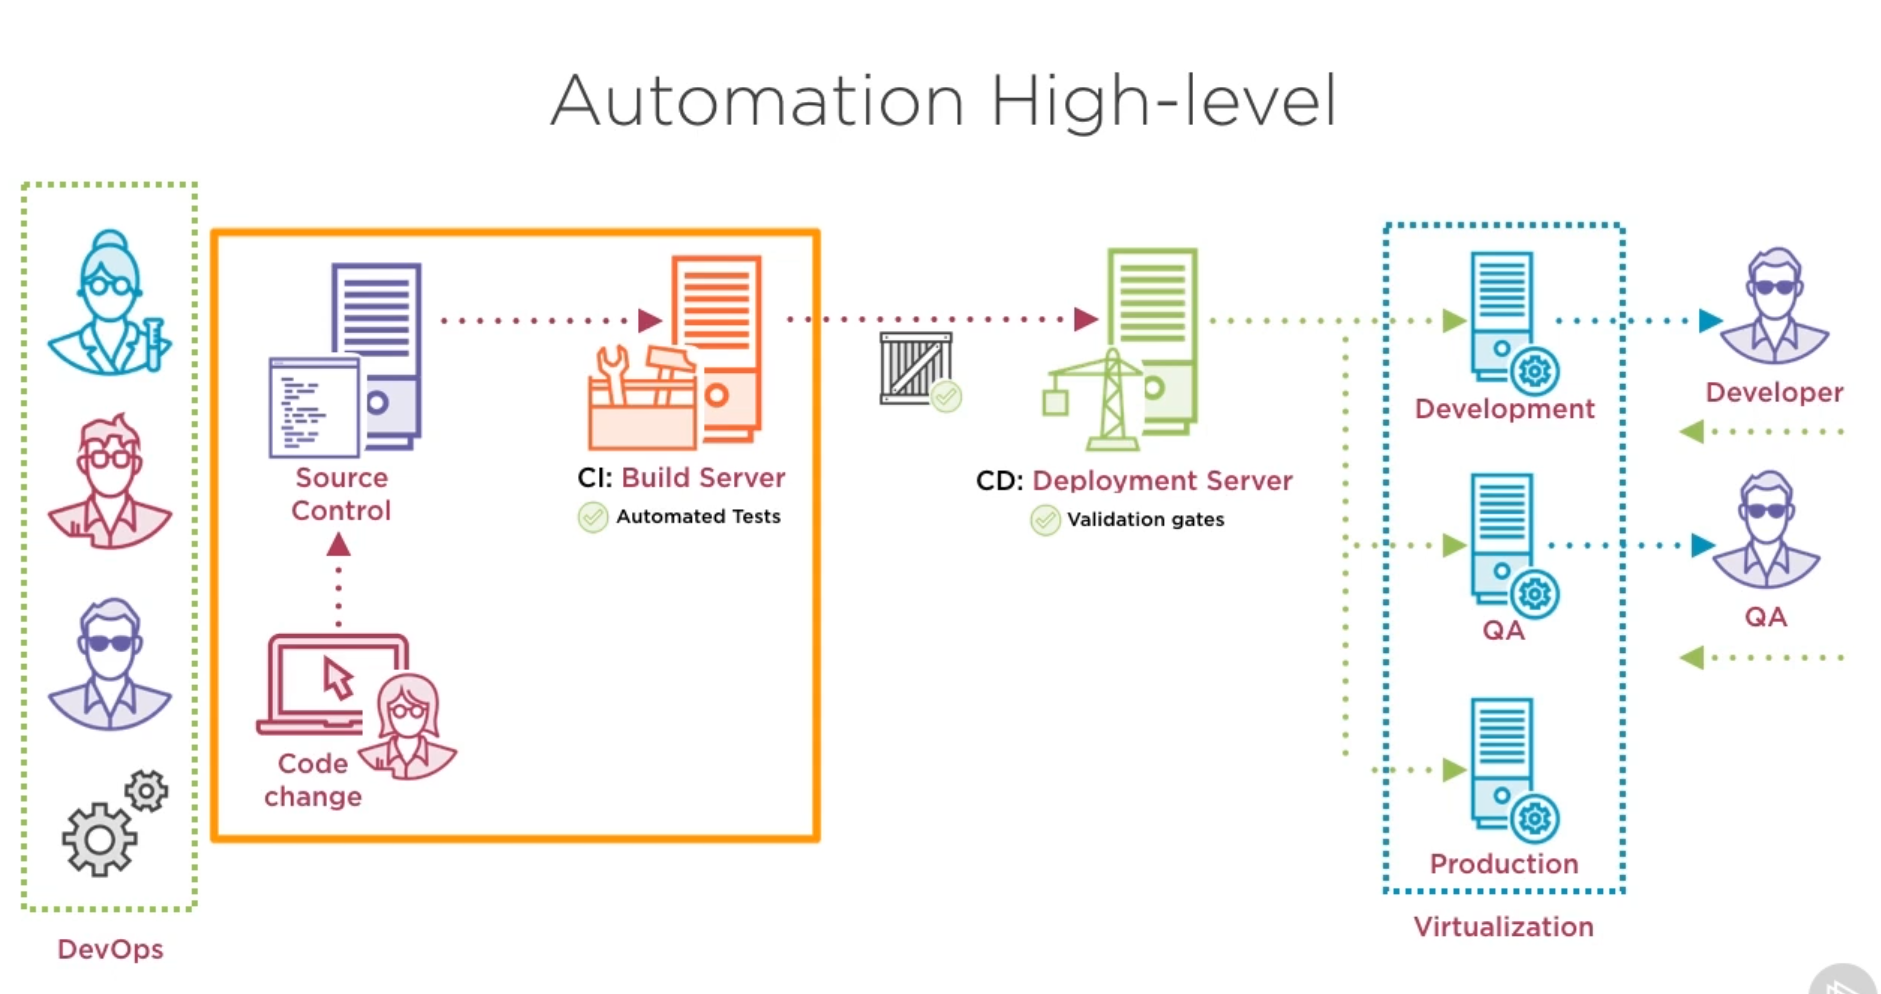 Automation High-level
Source
Control
CI: Build Server
Automated Tests
CD: Deployment Server
Validation gates
Code
change
DevOps
Development
Developer
QA
QA
Production
Virtualization